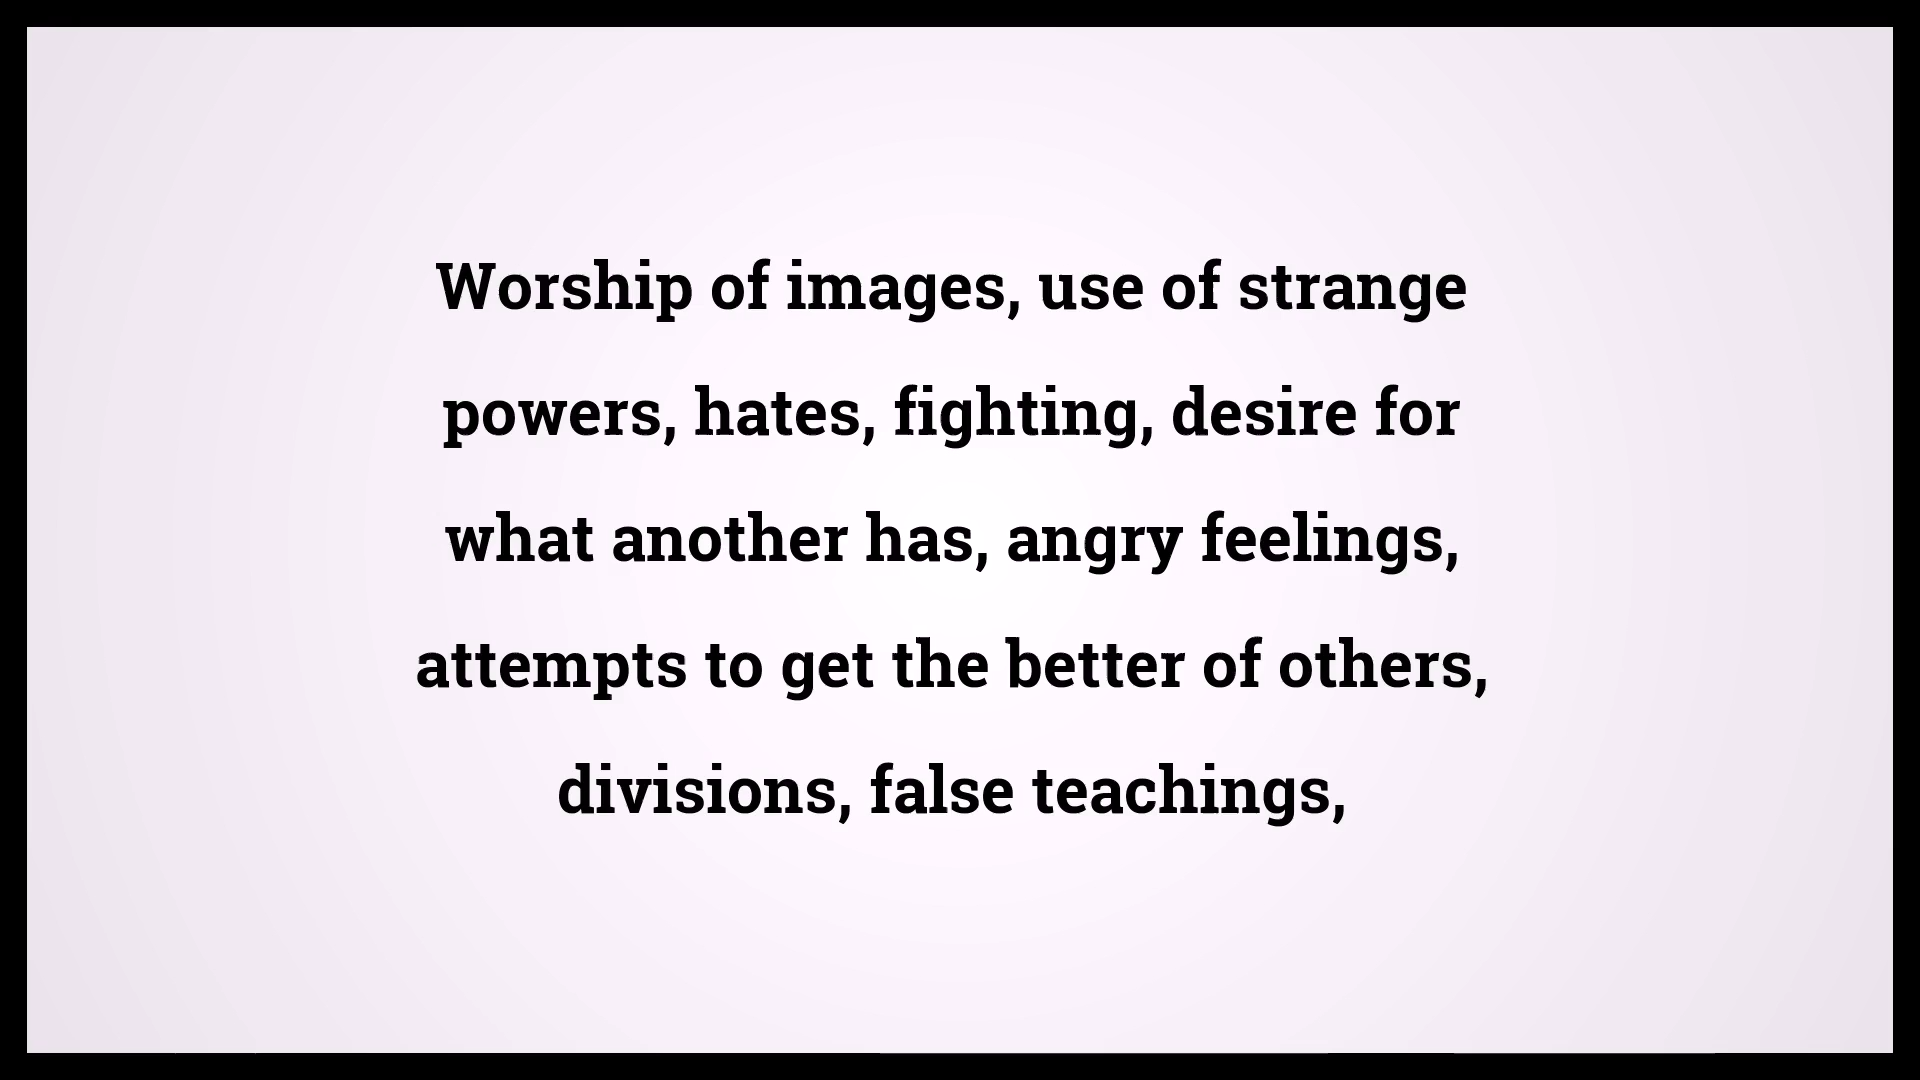 Worship of images, use of strange
powers, hates, fighting, desire for
what another has, angry feelings,
attempts to get the better of others,
divisions, false teachings,